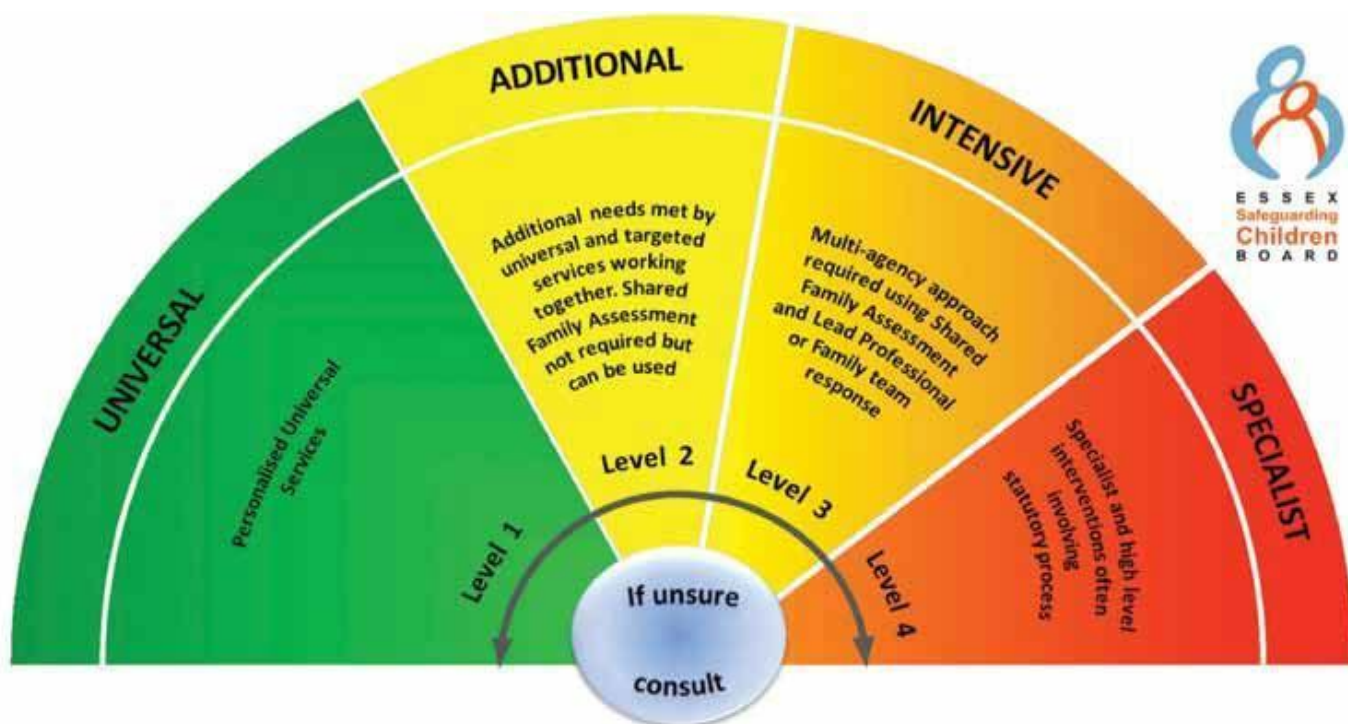 UNIVERSAL
Personalised Universal
Services
Level 1
ADDITIONAL
Additional needs met by
universal and targeted
services working
together. Shared
Family Assessment
not required but
can be used
Level 2
INTENSIVE
Multi-agency approach
required using Shared
Family Assessment
and Lead Professional
or Family team
response
Level 3
SPECIALIST
Specialist and high level
interventions often
involving
statutory process
Level 4
If unsure
consult
ESSEX
Safeguarding
Children
BOARD